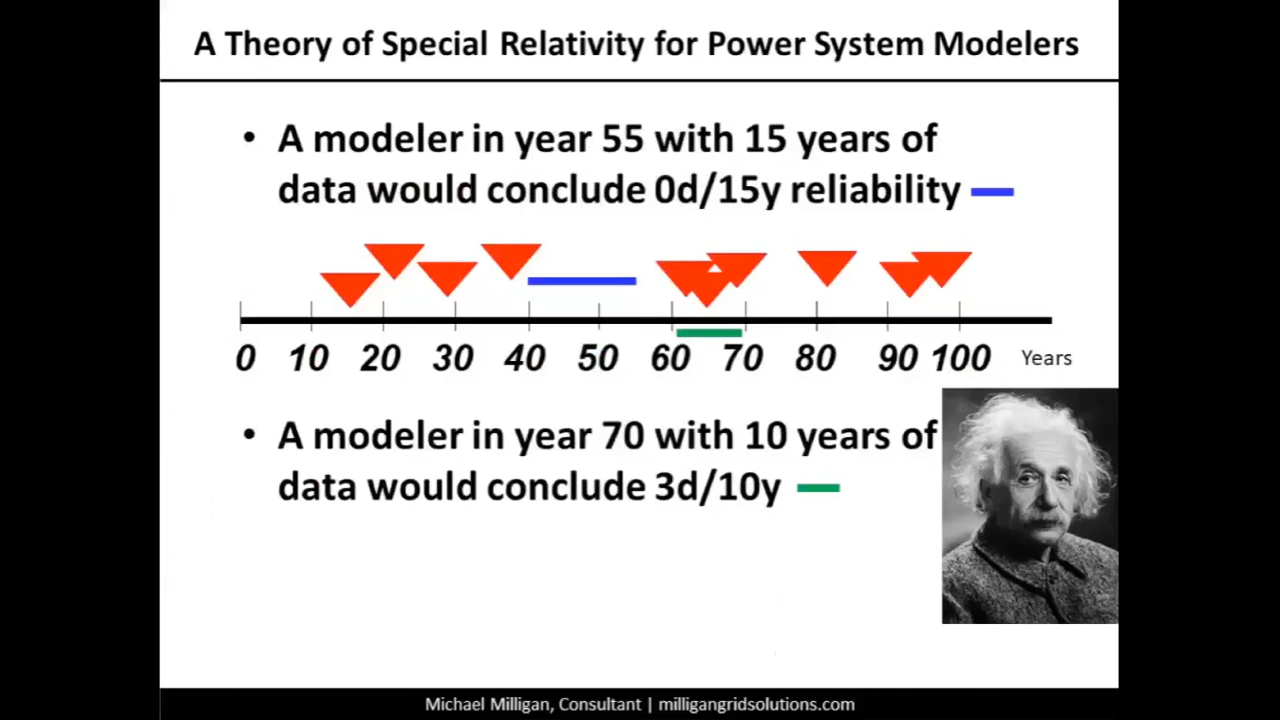 A Theory of Special Relativity for Power System Modelers
• A modeler in year 55 with 15 years of
data would conclude 0d/15y reliability
0 10 20 30 40 50 60 70 80 90 100 Years
• A modeler in year 70 with 10 years of
data would conclude 3d/10y
Michael Milligan, Consultant | milligangridsolutions.com